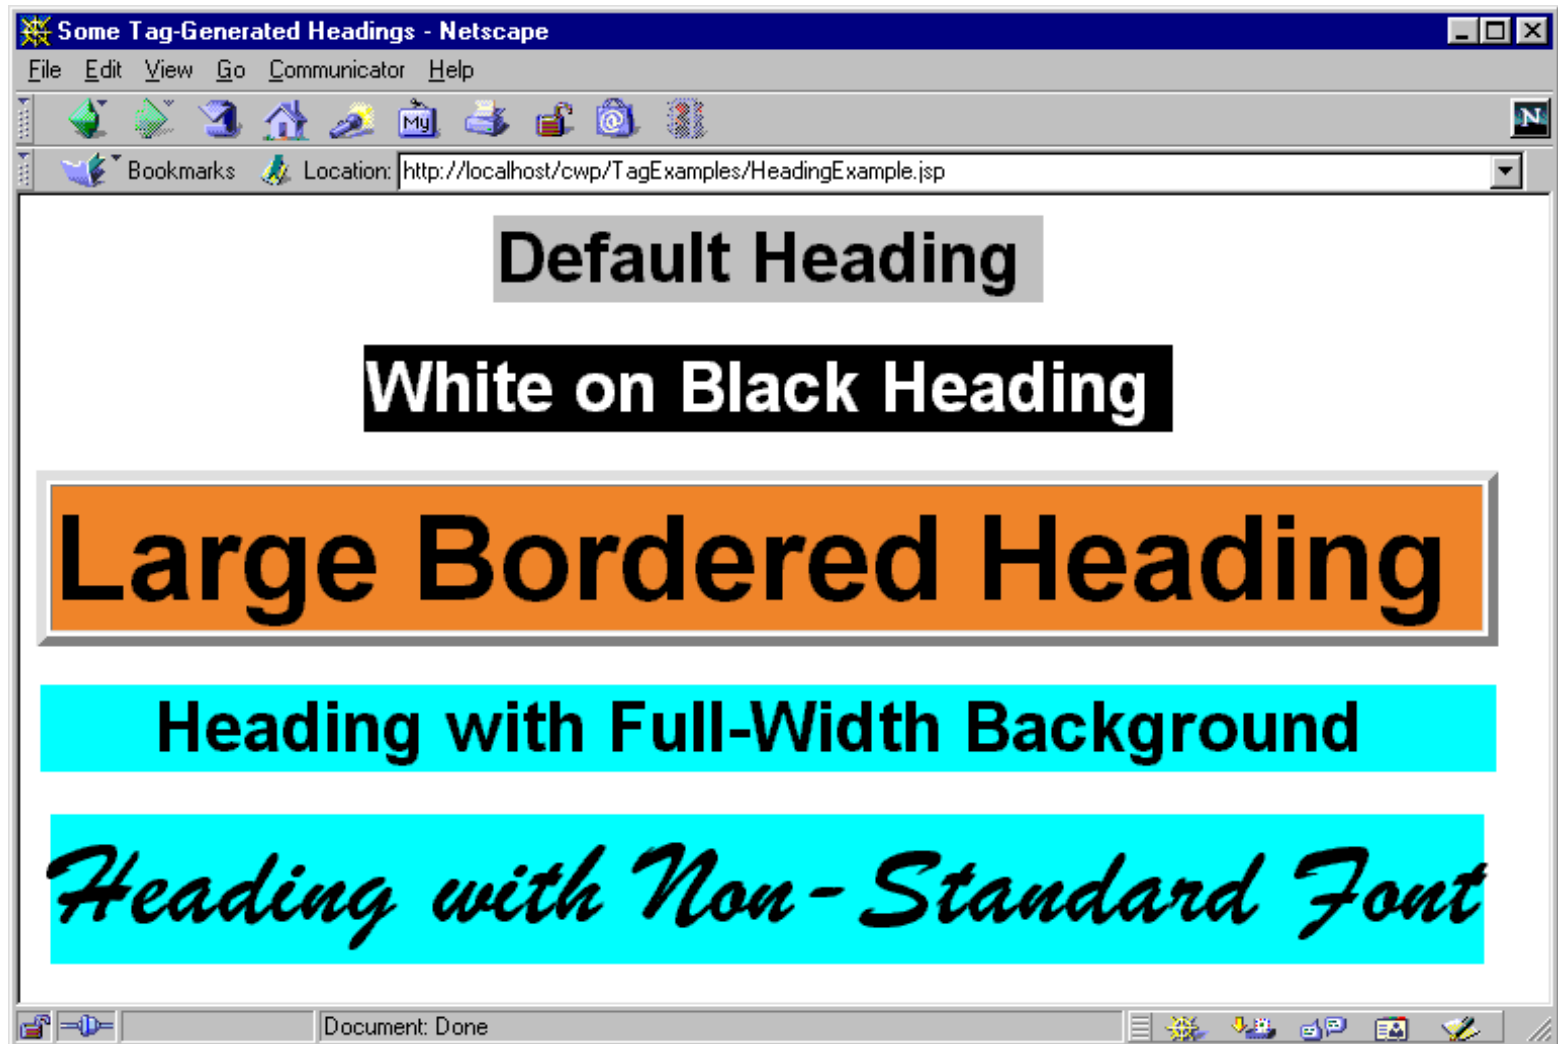 Some Tag-Generated Headings - Netscape
File Edit View Go Communicator Help
My
N
Bookmarks Location: http://localhost/cwp/TagExamples/HeadingExample.jsp
Default Heading
White on Black Heading
Large Bordered Heading
Heading with Full-Width Background
Heading with Non-Standard Font
Document: Done